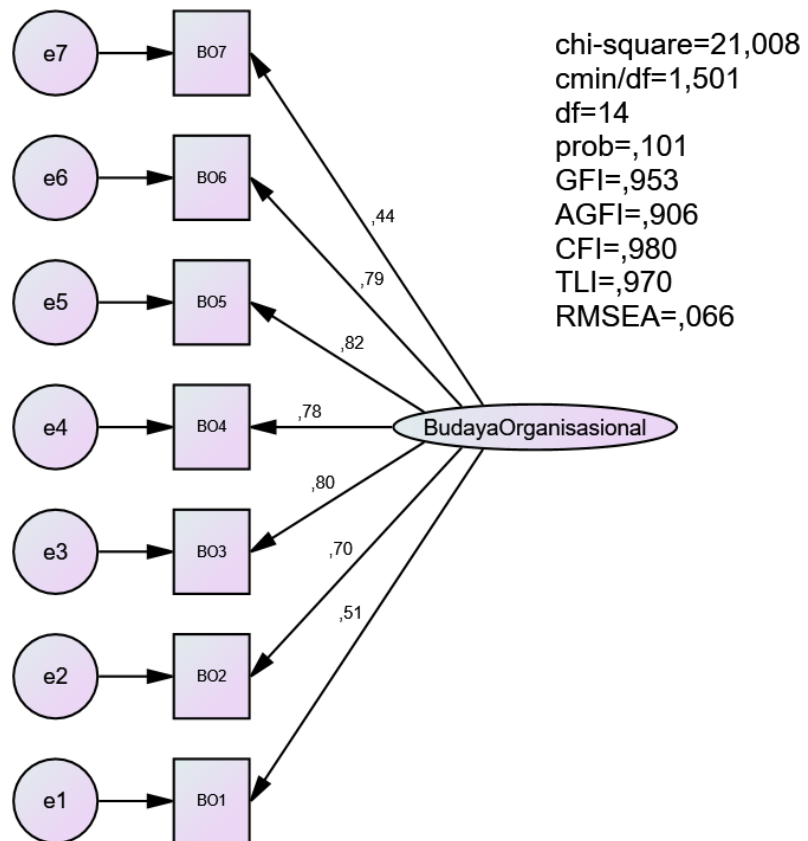 chi-square=21,008
cmin/df=1,501
df=14
prob=,101
GFI=,953
AGFI=,906
CFI=,980
TLI=,970
RMSEA=,066
e7
BO7
e6
BO6
e5
BO5
e4
BO4
e3
BO3
e2
BO2
e1
BO1
,44
,79
,82
,78
,80
,70
,51
BudayaOrganisasional